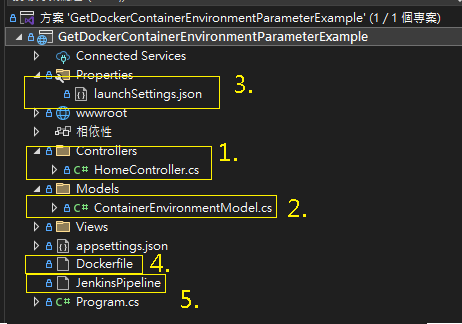 方案 'GetDockerContainerEnvironmentParameterExample' (1 / 1 個專案)
GetDockerContainerEnvironmentParameterExample
Connected Services
Properties
launchSettings.json 3.
wwwroot
相依性
Controllers
C# HomeController.cs 1.
Models
C# ContainerEnvironmentModel.cs 2.
Views
appsettings.json
Dockerfile 4.
JenkinsPipeline
C# Program.cs 5.